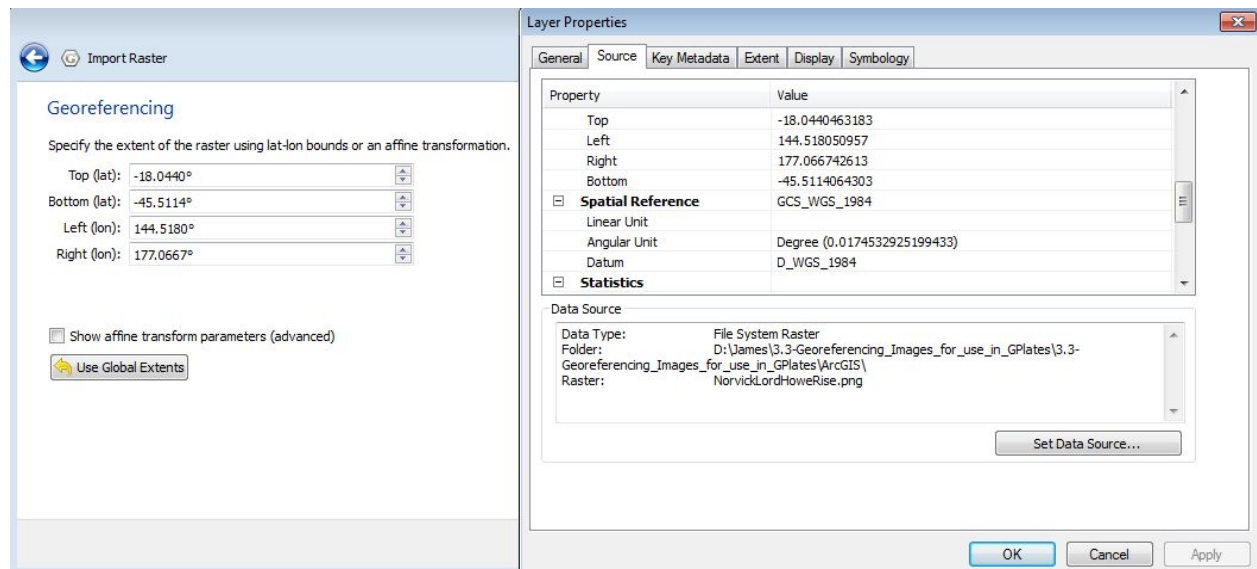 Import Raster
Georeferencing
Specify the extent of the raster using lat-lon bounds or an affine transformation.
Top (lat): -18.0440°
Bottom (lat): -45.5114°
Left (lon): 144.5180°
Right (lon): 177.0667°
Show affine transform parameters (advanced)
Use Global Extents
Layer Properties
General Source Key Metadata Extent Display Symbology
Property Value
Top -18.0440463183
Left 144.518050957
Right 177.066742613
Bottom -45.5114064303
Spatial Reference GCS_WGS_1984
Linear Unit
Angular Unit Degree (0.0174532925199433)
Datum D_WGS_1984
Statistics
Data Source
Data Type: File System Raster
Folder: D:\James\3.3-Georeferencing_Images_for_use_in_GPlates\3.3-
Georeferencing_Images_for_use_in_GPlates\ArcGIS\
Raster: NorvickLordHoweRise.png
Set Data Source...
OK Cancel Apply